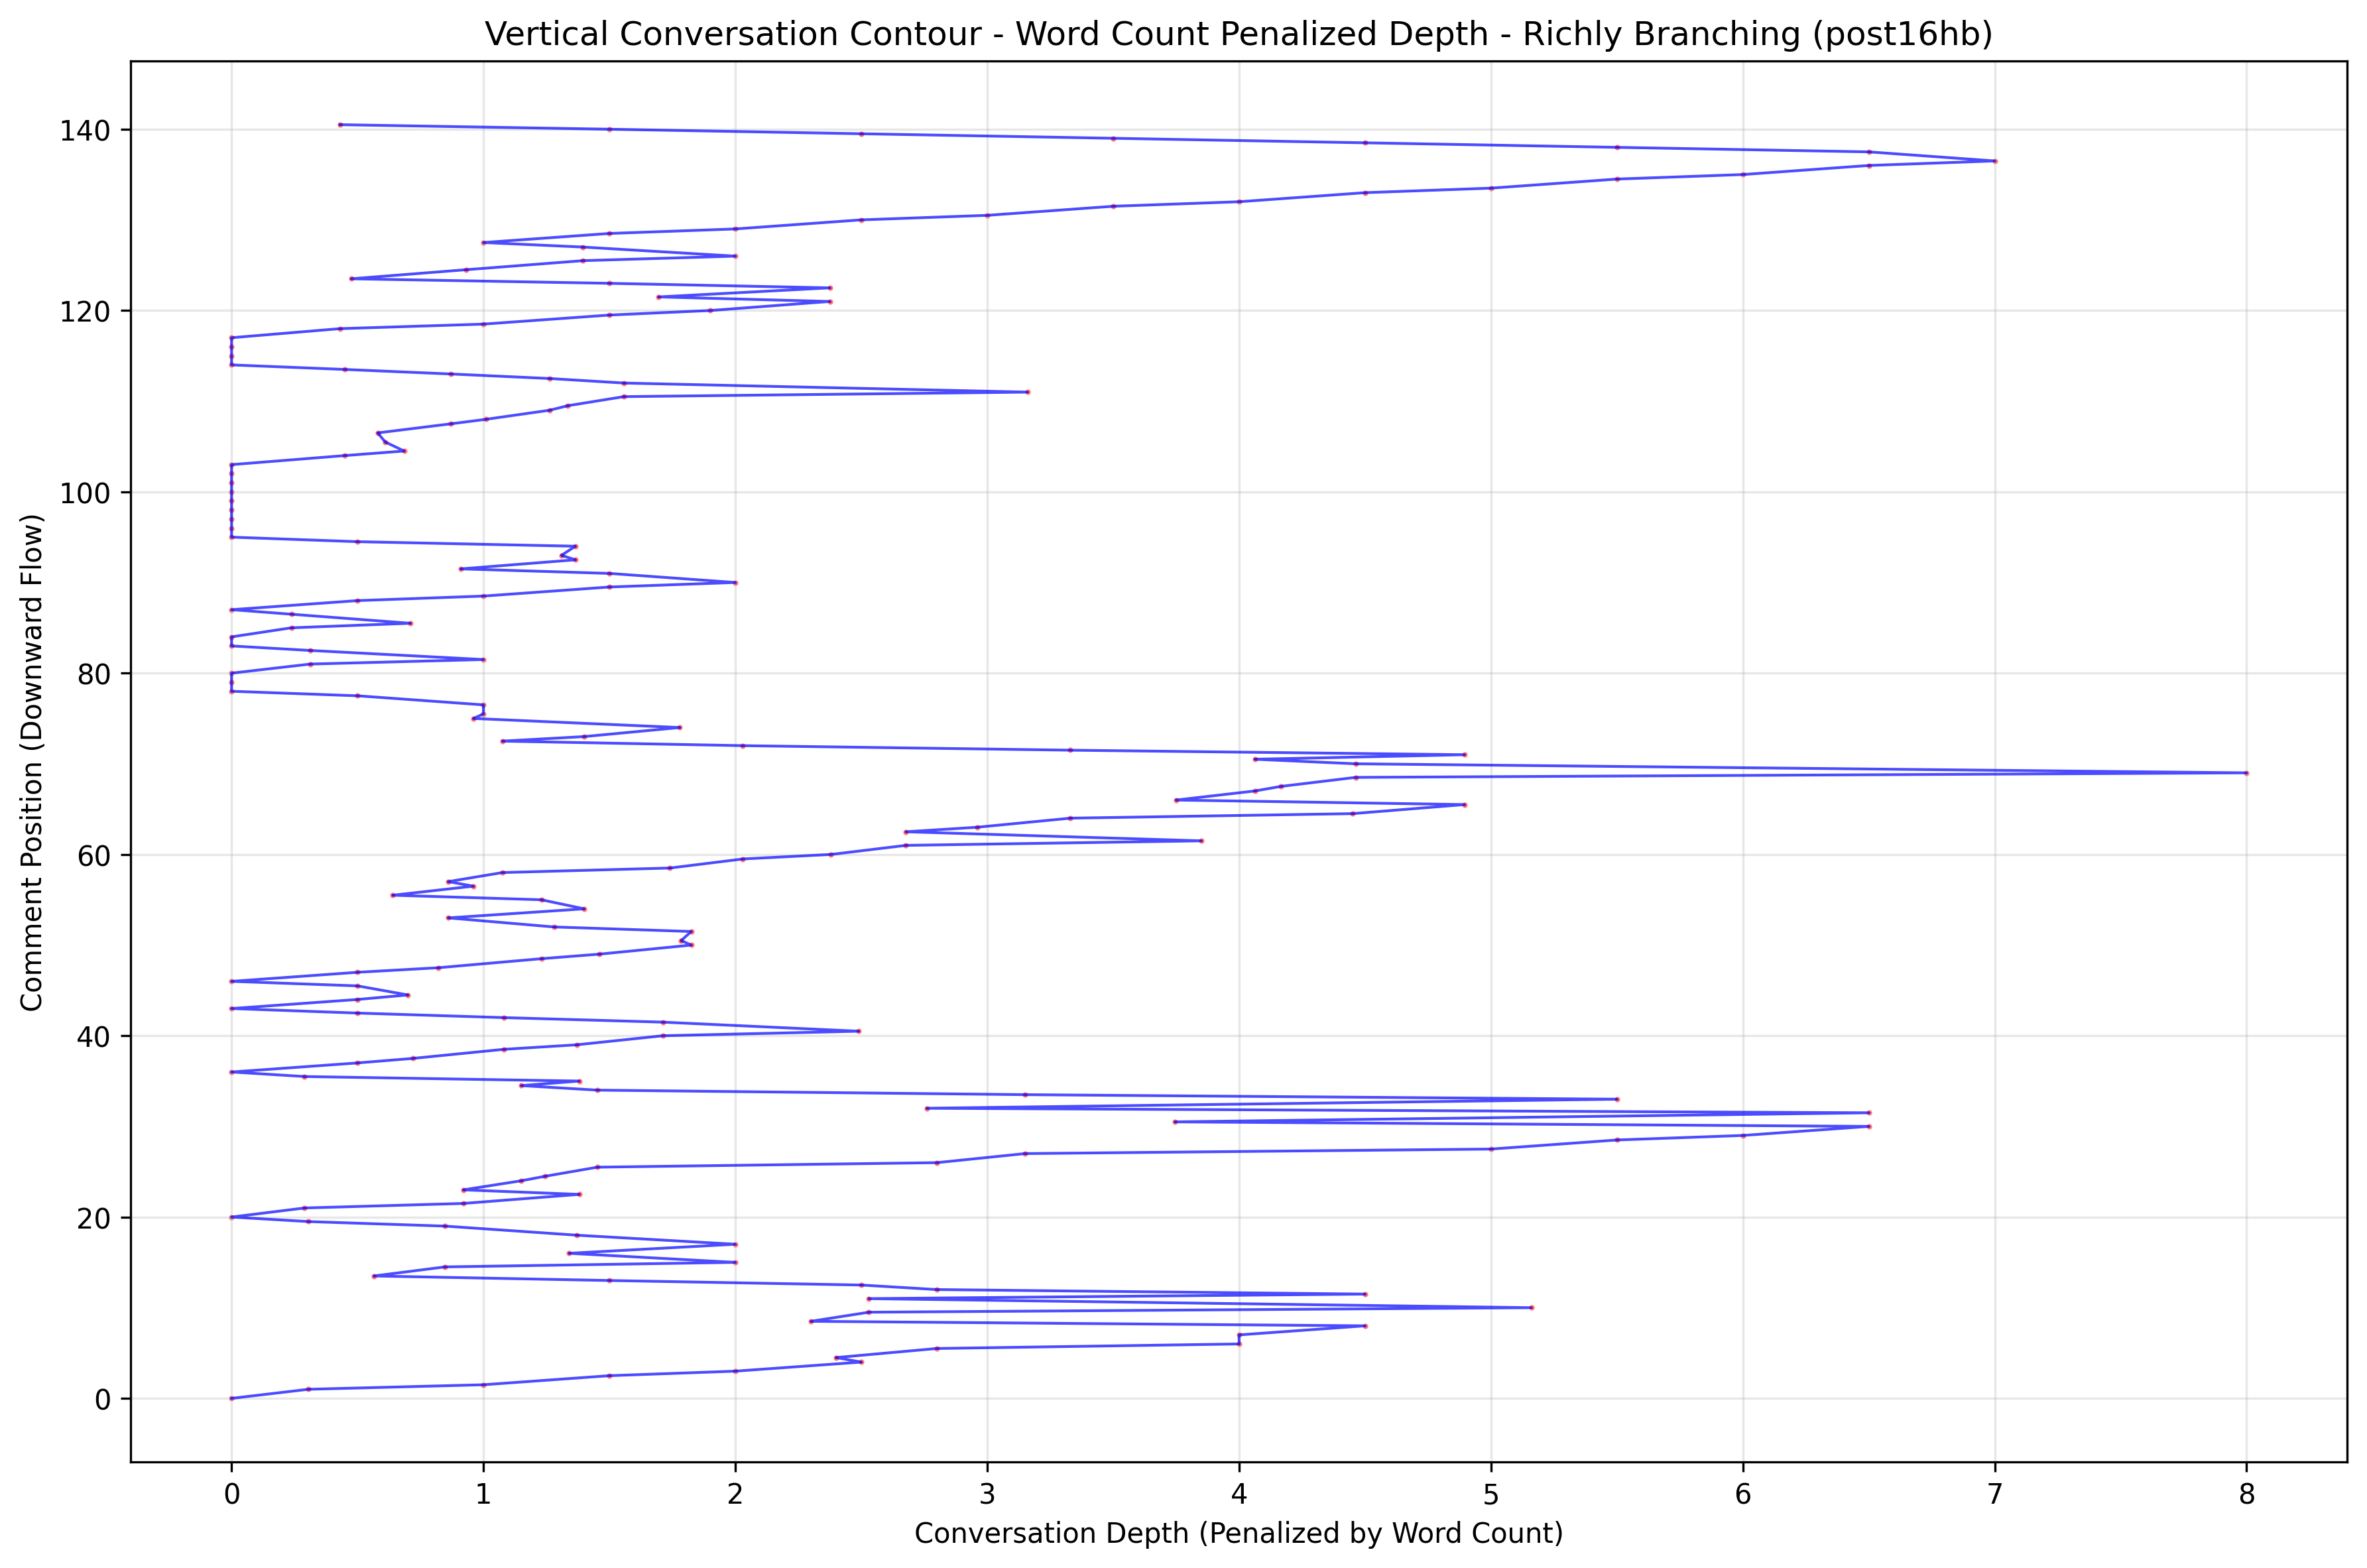 Vertical Conversation Contour - Word Count Penalized Depth - Richly Branching (post16hb)
Comment Position (Downward Flow)
140
120
100
80
60
40
20
0
0 1 2 3 4 5 6 7 8
Conversation Depth (Penalized by Word Count)